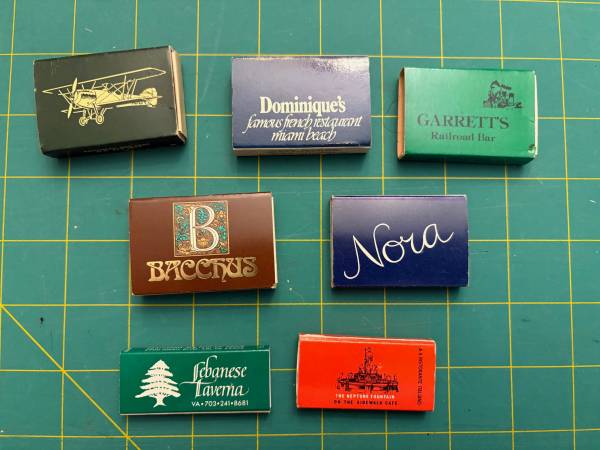 Dominique's
famous french restaurant
miami beach
GARRETT'S
Railroad Bar
B
BACCHUS
Nora
Lebanese
Taverna
VA • 703 • 241 • 8681
THE NEPTUNE FOUNTAIN
ON THE SIDEWALK CAFE